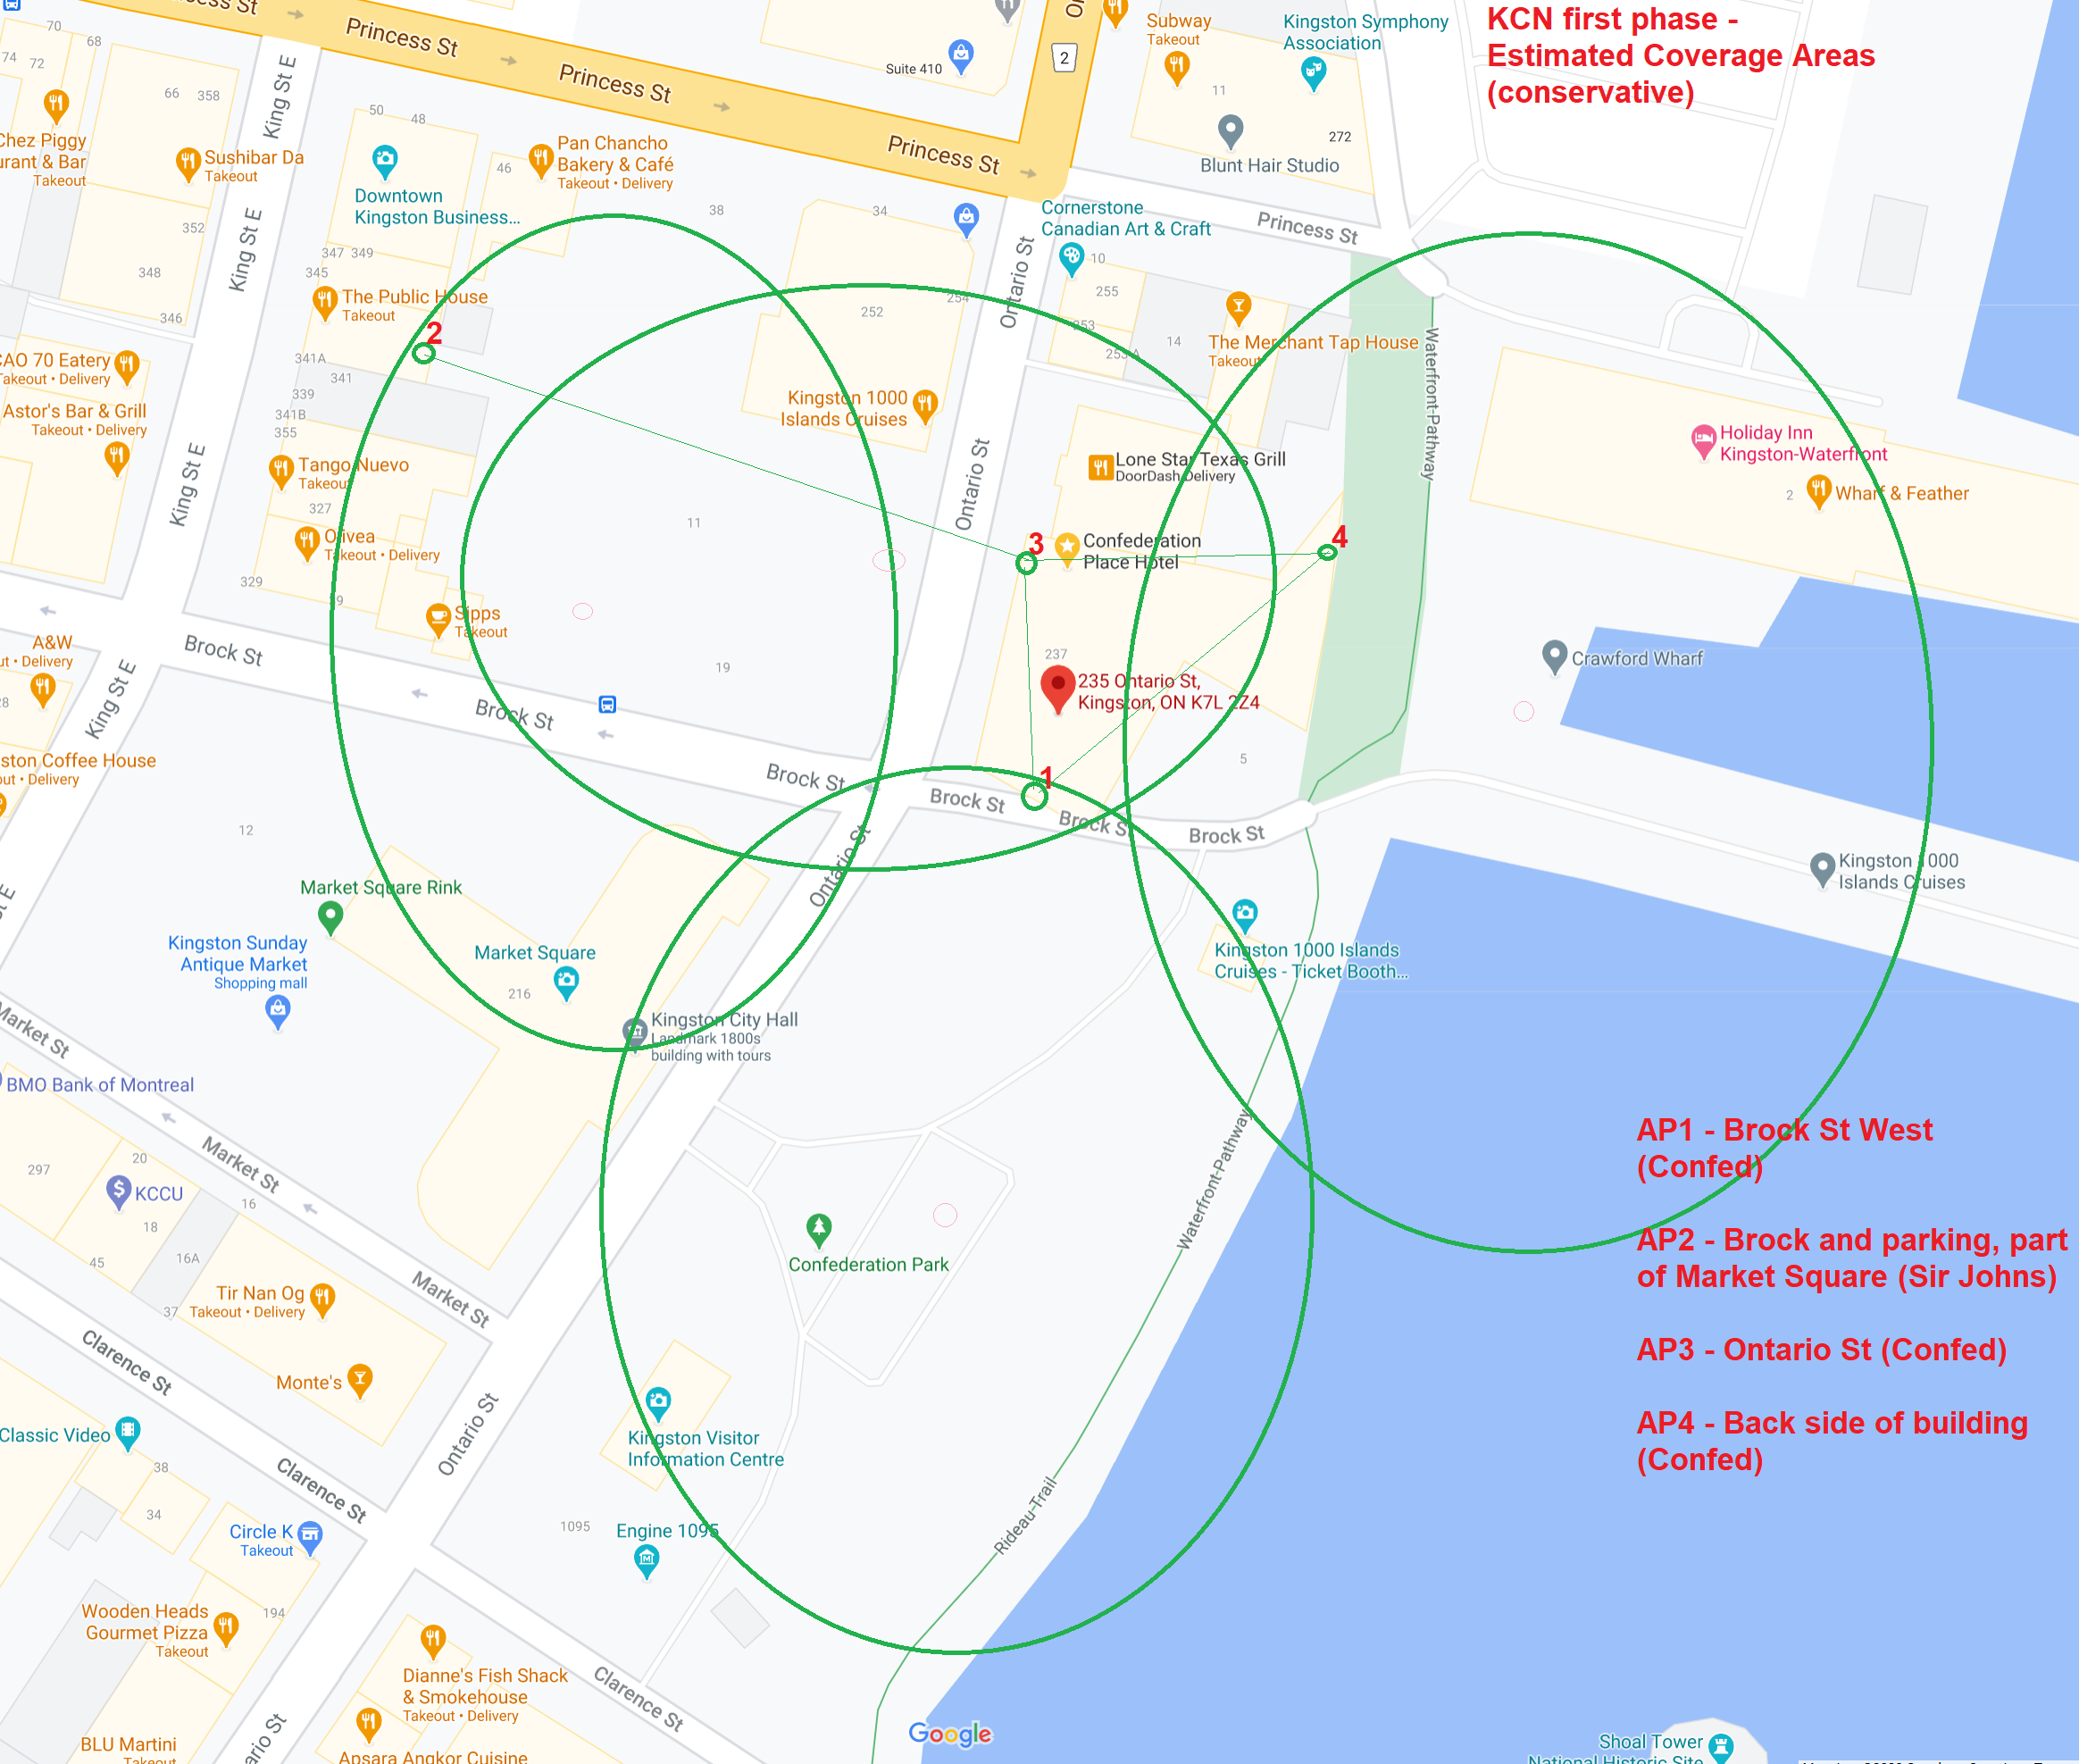 Princess St
Princess St
Princess St
Princess St
Princess St
KCN first phase -
Estimated Coverage Areas
(conservative)
2
Subway
Takeout
Kingston Symphony
Association
Suite 410
11
272
Blunt Hair Studio
70
68
74
72
66
358
50
48
King St E
Chez Piggy
urant & Bar
Takeout
Sushibar Da
Takeout
Pan Chancho
Bakery & Café
Takeout • Delivery
46
Downtown
Kingston Business...
38
34
Cornerstone
Canadian Art & Craft
352
King St E
347
349
345
348
346
10
255
254
253
253 A
14
252
Ontario St
The Public House
Takeout
2
The Merchant Tap House
Takeout
Waterfront-Pathway
CAO 70 Eatery
Takeout • Delivery
341A
341
339
341B
355
Astor's Bar & Grill
Takeout • Delivery
Kingston 1000
Islands Cruises
Holiday Inn
Kingston-Waterfront
Lone Star Texas Grill
DoorDash Delivery
Tango Nuevo
Takeout
King St E
Ontario St
2
Wharf & Feather
327
11
Olivea
Takeout • Delivery
3
Confederation
Place Hotel
4
329
Sipps
Takeout
A&W
ut • Delivery
Brock St
19
237
Crawford Wharf
235 Ontario St,
Kingston, ON K7L 2Z4
King St E
Brock St
5
ston Coffee House
out • Delivery
Brock St
1
Brock St
Brock St
Brock St
12
Ontario St
Market Square Rink
Kingston 1000
Islands Cruises
Kingston Sunday
Antique Market
Shopping mall
Market Square
216
Kingston 1000 Islands
Cruises - Ticket Booth...
Kingston City Hall
Landmark 1800s
building with tours
Market St
BMO Bank of Montreal
Waterfront-Pathway
AP1 - Brock St West
(Confed)
Market St
297
20
KCCU
18
16
16A
45
37
AP2 - Brock and parking, part
of Market Square (Sir Johns)
Confederation Park
Tir Nan Og
Takeout • Delivery
Market St
AP3 - Ontario St (Confed)
Clarence St
Monte's
AP4 - Back side of building
(Confed)
Classic Video
Ontario St
Kingston Visitor
Information Centre
38
34
Clarence St
1095
Engine 1095
Rideau-Trail
Circle K
Takeout
194
Wooden Heads
Gourmet Pizza
Takeout
Dianne's Fish Shack
& Smokehouse
Takeout • Delivery
Clarence St
BLU Martini
Takeout
Apsara Angkor Cuisine
Google
Shoal Tower
National Historic Site